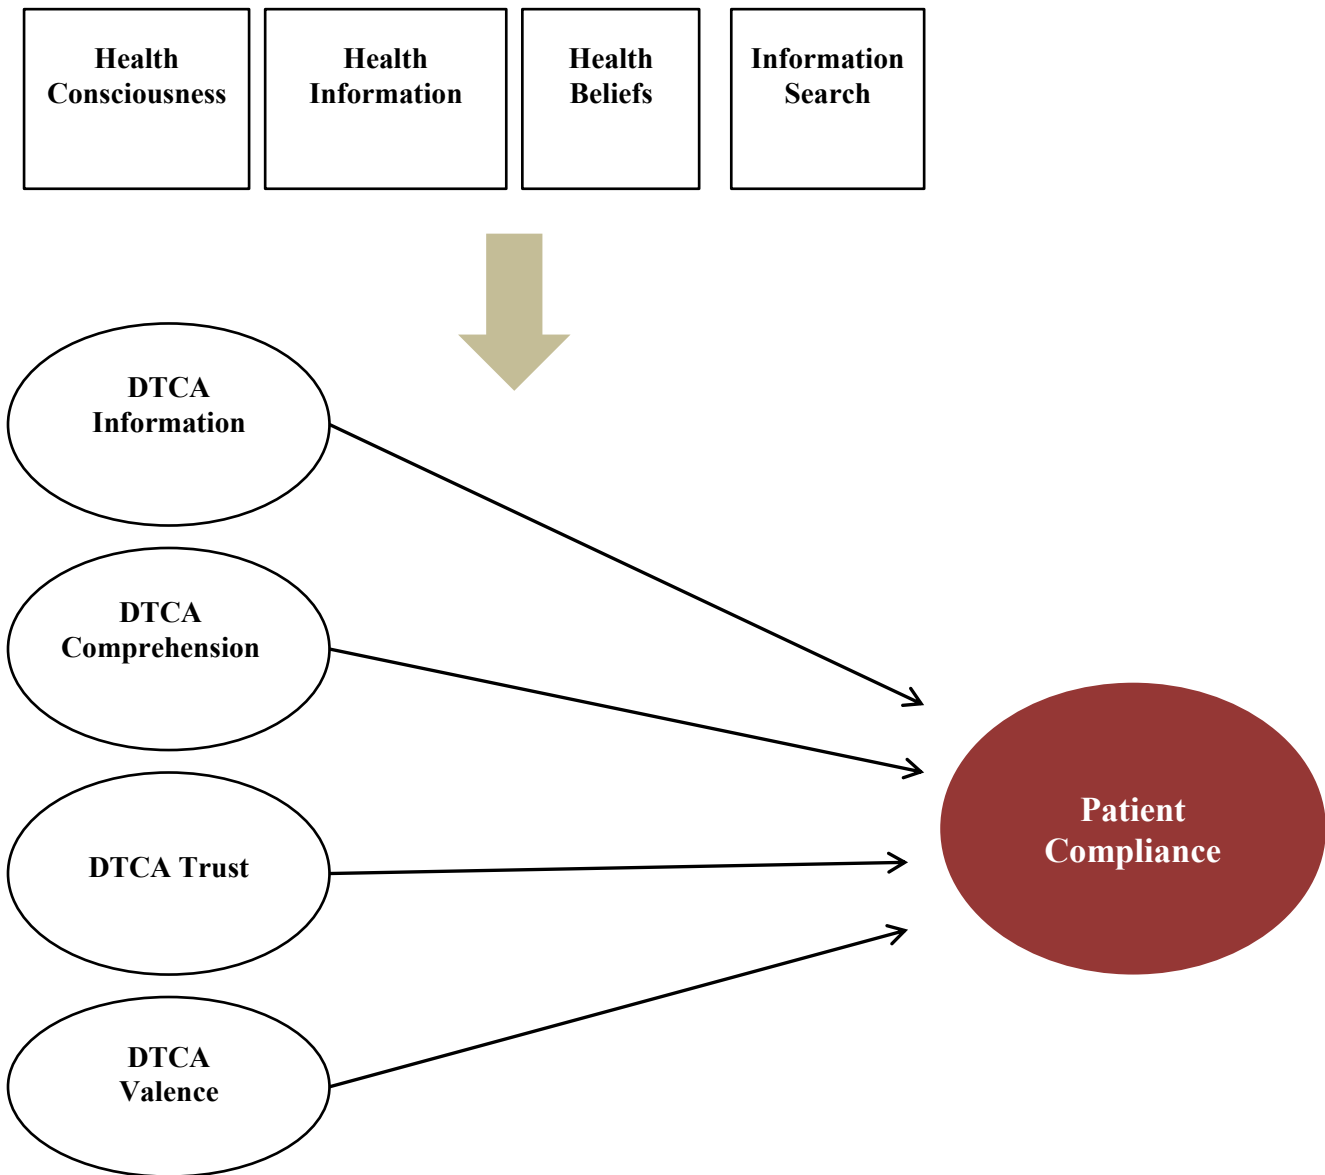 Health
Consciousness
Health
Information
Health
Beliefs
Information
Search
DTCA
Information
DTCA
Comprehension
DTCA Trust
DTCA
Valence
Patient
Compliance